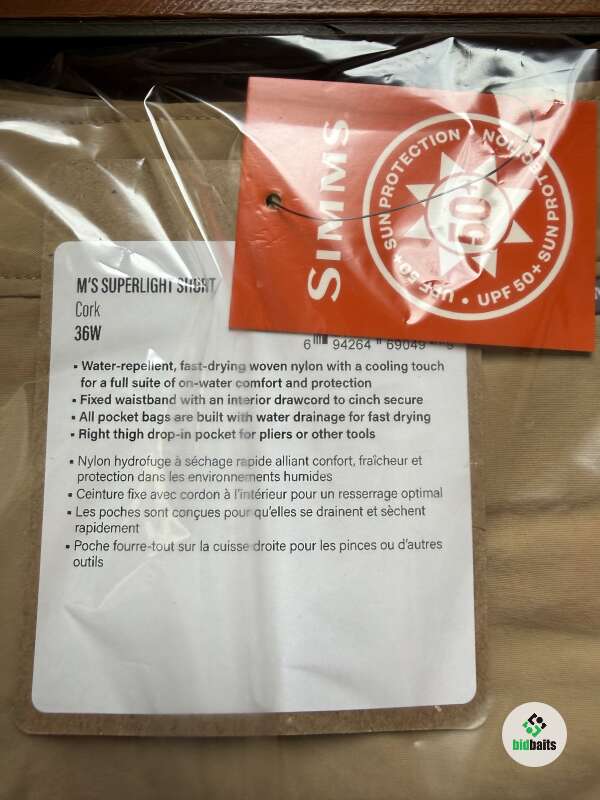 SIMMS
UPF 50+ SUN PROTECTION • UPF 50+ SUN PROTECTION •
50+
M'S SUPERLIGHT SHORT
Cork
36W
6 94264 69049
▪ Water-repellent, fast-drying woven nylon with a cooling touch
for a full suite of on-water comfort and protection
▪ Fixed waistband with an interior drawcord to cinch secure
▪ All pocket bags are built with water drainage for fast drying
▪ Right thigh drop-in pocket for pliers or other tools
▪ Nylon hydrofuge à séchage rapide alliant confort, fraîcheur et
protection dans les environnements humides
▪ Ceinture fixe avec cordon à l'intérieur pour un resserrage optimal
▪ Les poches sont conçues pour qu'elles se drainent et sèchent
rapidement
▪ Poche fourre-tout sur la cuisse droite pour les pinces ou d'autres
outils
bidbaits